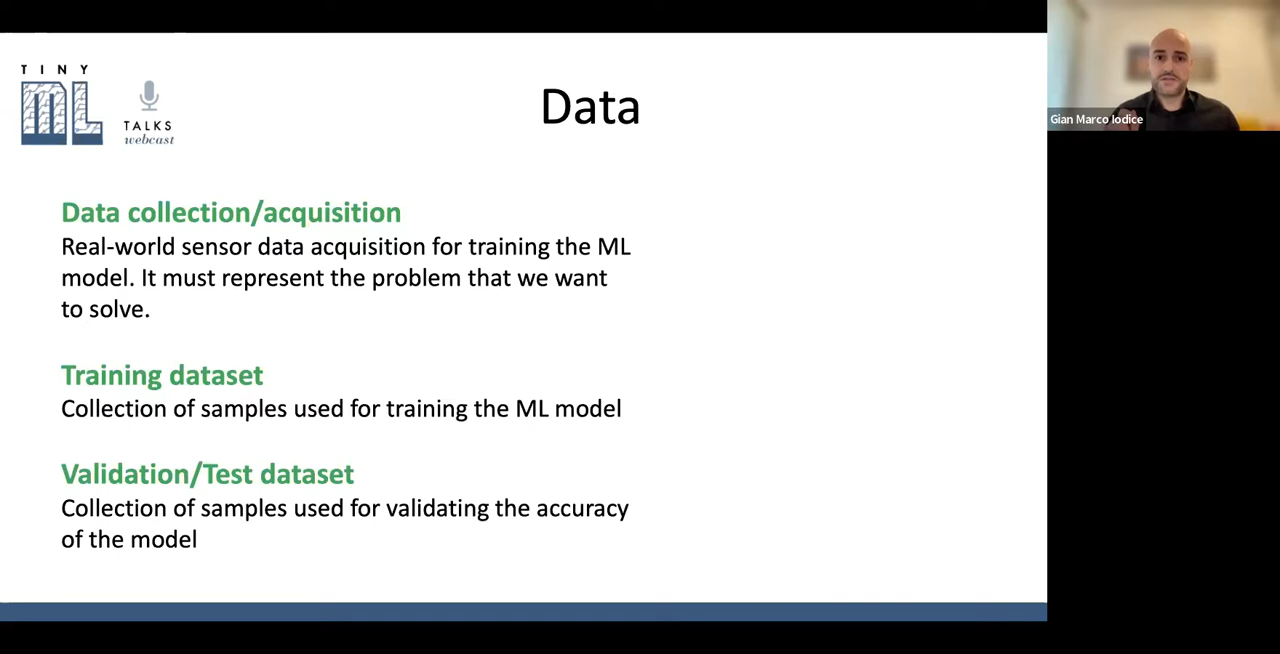 TINY
ML
TALKS
webcast
Data
Gian Marco Iodice
Data collection/acquisition
Real-world sensor data acquisition for training the ML
model. It must represent the problem that we want
to solve.
Training dataset
Collection of samples used for training the ML model
Validation/Test dataset
Collection of samples used for validating the accuracy
of the model